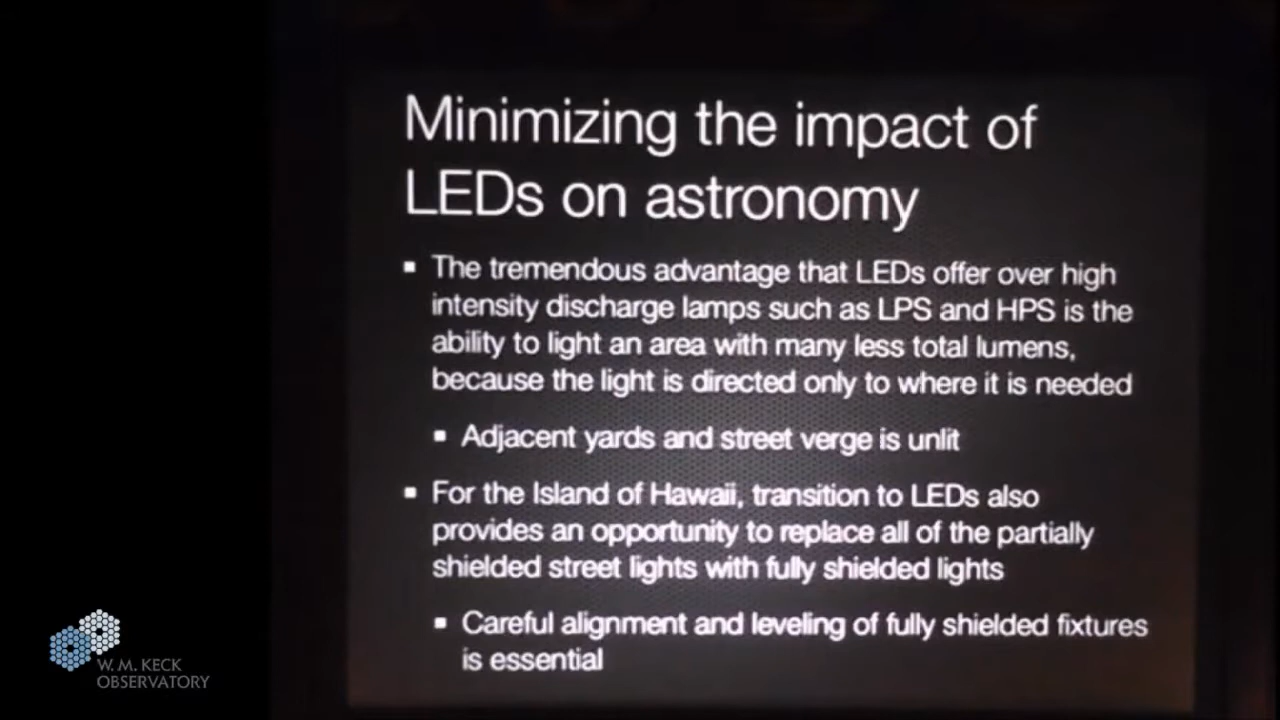 Minimizing the impact of
LEDs on astronomy
▪ The tremendous advantage that LEDs offer over high
intensity discharge lamps such as LPS and HPS is the
ability to light an area with many less total lumens,
because the light is directed only to where it is needed
▪ Adjacent yards and street verge is unlit
▪ For the Island of Hawaii, transition to LEDs also
provides an opportunity to replace all of the partially
shielded street lights with fully shielded lights
▪ Careful alignment and leveling of fully shielded fixtures
is essential
W. M. KECK
OBSERVATORY